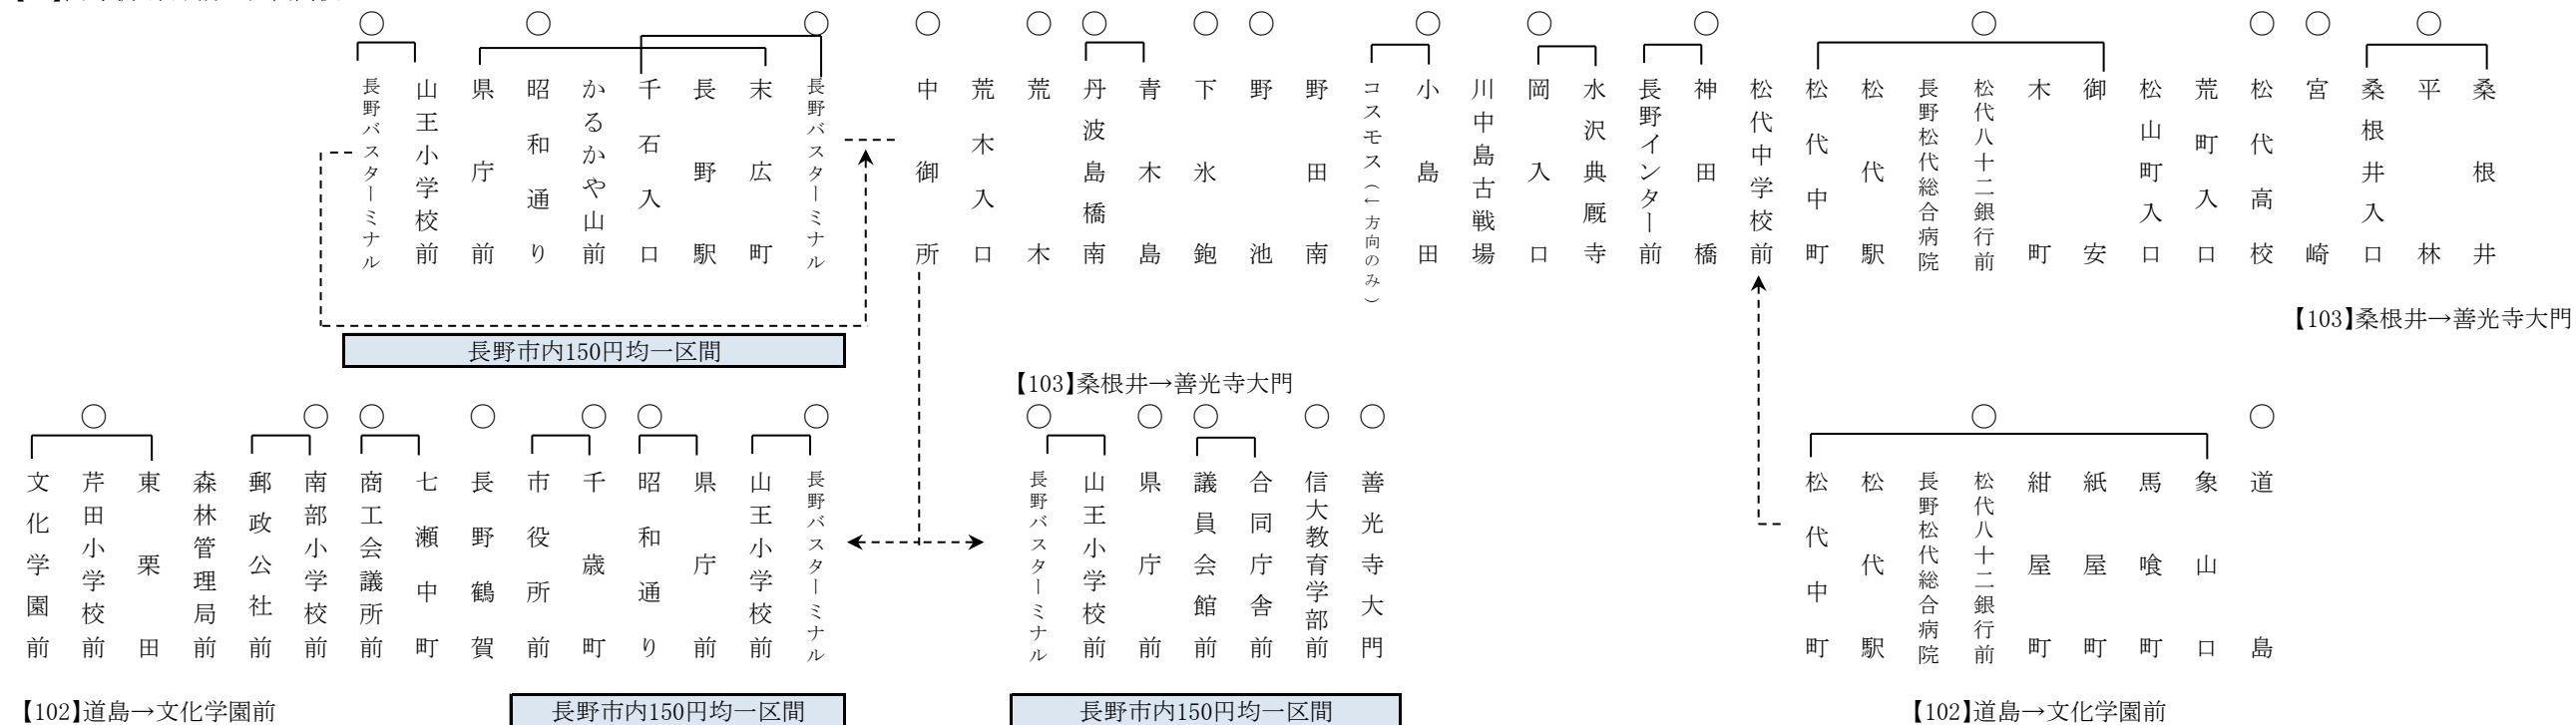 長野バスターミナル
山王小学校前
県庁前
昭和通り
かるかや山前
千石入口
長野駅
末広町
長野バスターミナル
中御所
荒木入口
荒木
丹波島橋南
青木島
下氷鉋
野池
野田南
コスモス(←方向のみ)
小島田
川中島古戦場
岡入口
水沢典厩寺
長野インター前
神田橋
松代中学校前
松代中町
松代駅
長野松代総合病院
松代八十二銀行前
木町
御安町
松山町入口
荒町入口
松代高校
宮崎
桑根井入口
平林
桑根井
【103】桑根井→善光寺大門
長野市内150円均一区間
【103】桑根井→善光寺大門
文化学園前
芹田小学校前
東栗田
森林管理局前
郵政公社前
南部小学校前
商工会議所前
七瀬中町
長野鶴賀
市役所前
千歳町
昭和通り
県庁前
山王小学校前
長野バスターミナル
長野バスターミナル
山王小学校前
県庁前
議員会館前
合同庁舎前
信大教育学部前
善光寺大門
松代中町
松代駅
長野松代総合病院
松代八十二銀行前
紺屋町
紙屋町
馬喰町
象山口
道島
【102】道島→文化学園前
長野市内150円均一区間
長野市内150円均一区間
【102】道島→文化学園前